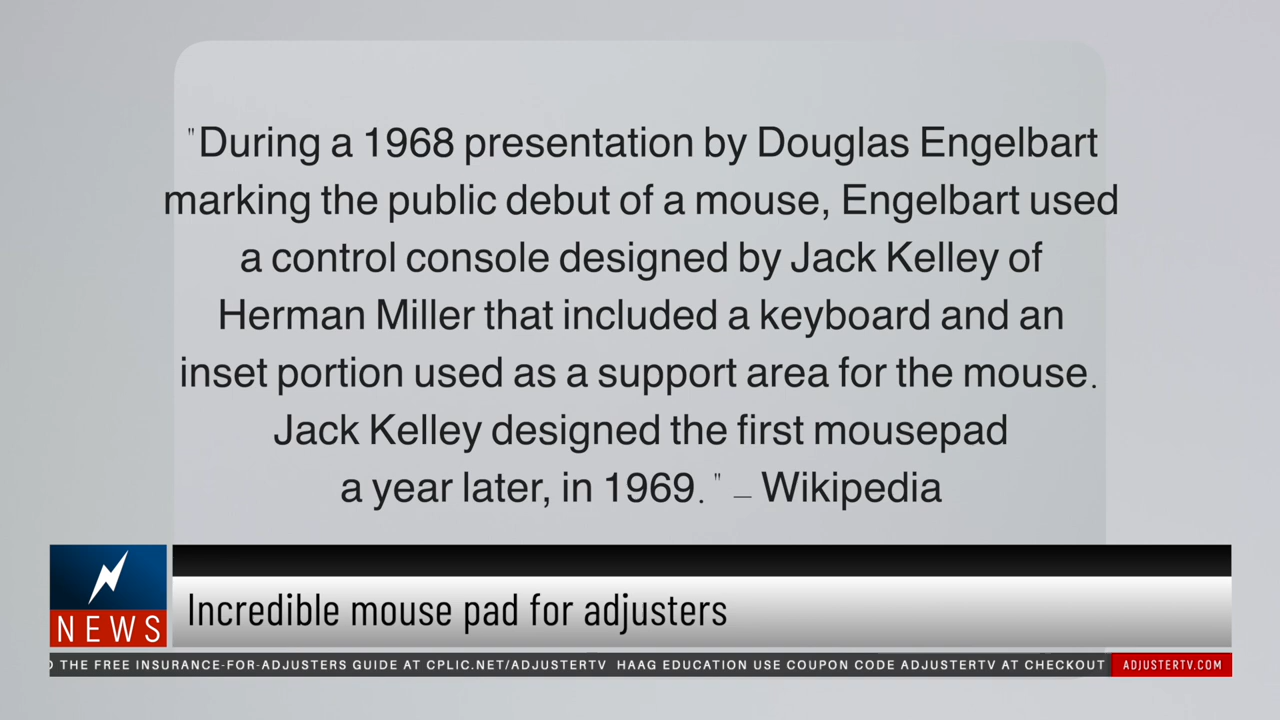 "During a 1968 presentation by Douglas Engelbart
marking the public debut of a mouse, Engelbart used
a control console designed by Jack Kelley of
Herman Miller that included a keyboard and an
inset portion used as a support area for the mouse.
Jack Kelley designed the first mousepad
a year later, in 1969. " — Wikipedia
Incredible mouse pad for adjusters
NEWS
THE FREE INSURANCE-FOR-ADJUSTERS GUIDE AT CPLIC.NET/ADJUSTERTV HAAG EDUCATION USE COUPON CODE ADJUSTERTV AT CHECKOUT
ADJUSTERTV.COM